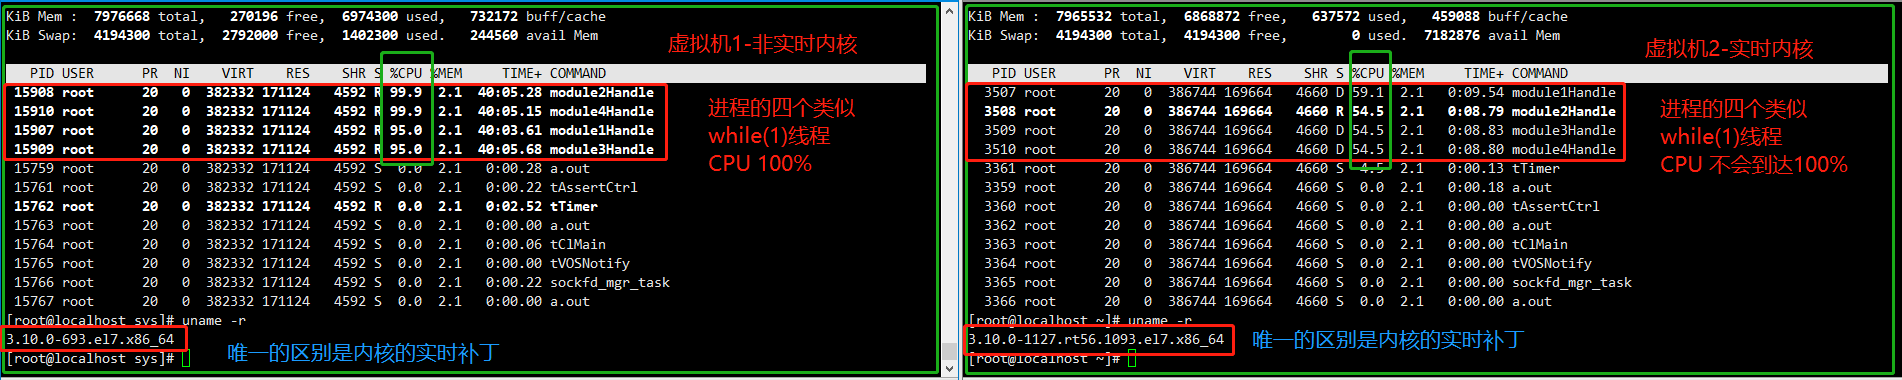 KiB Mem :  7976668 total,   270196 free,  6974300 used,   732172 buff/cache
KiB Swap:  4194300 total,  2792000 free,  1402300 used.   244560 avail Mem
虚拟机1-非实时内核
PID USER      PR  NI    VIRT    RES    SHR S %CPU %MEM     TIME+ COMMAND
15908 root      20   0  382332 171124   4592 R 99.9  2.1  40:05.28 module2Handle
15910 root      20   0  382332 171124   4592 R 99.9  2.1  40:05.15 module4Handle
15907 root      20   0  382332 171124   4592 R 95.0  2.1  40:03.61 module1Handle
15909 root      20   0  382332 171124   4592 R 95.0  2.1  40:05.68 module3Handle
进程的四个类似
while(1)线程
CPU 100%
15759 root      20   0  382332 171124   4592 S  0.0  2.1   0:00.28 a.out
15761 root      20   0  382332 171124   4592 S  0.0  2.1   0:00.22 tAssertCtrl
15762 root      20   0  382332 171124   4592 R  0.0  2.1   0:02.52 tTimer
15763 root      20   0  382332 171124   4592 S  0.0  2.1   0:00.00 a.out
15764 root      20   0  382332 171124   4592 S  0.0  2.1   0:00.06 tClMain
15765 root      20   0  382332 171124   4592 S  0.0  2.1   0:00.00 tVOSNotify
15766 root      20   0  382332 171124   4592 S  0.0  2.1   0:00.22 sockfd_mgr_task
15767 root      20   0  382332 171124   4592 S  0.0  2.1   0:00.00 a.out
[root@localhost sys]# uname -r
3.10.0-693.el7.x86_64
[root@localhost sys]#
唯一的区别是内核的实时补丁
KiB Mem :  7965532 total,  6868872 free,   637572 used,   459088 buff/cache
KiB Swap:  4194300 total,  4194300 free,        0 used.  7182876 avail Mem
虚拟机2-实时内核
PID USER      PR  NI    VIRT    RES    SHR S %CPU %MEM     TIME+ COMMAND
3507 root      20   0  386744 169664   4660 D 59.1  2.1   0:09.54 module1Handle
3508 root      20   0  386744 169664   4660 R 54.5  2.1   0:08.79 module2Handle
3509 root      20   0  386744 169664   4660 D 54.5  2.1   0:08.83 module3Handle
3510 root      20   0  386744 169664   4660 D 54.5  2.1   0:08.80 module4Handle
进程的四个类似
while(1)线程
CPU 不会到达100%
3361 root      20   0  386744 169664   4660 S  4.5  2.1   0:00.13 tTimer
3359 root      20   0  386744 169664   4660 S  0.0  2.1   0:00.18 a.out
3360 root      20   0  386744 169664   4660 S  0.0  2.1   0:00.00 tAssertCtrl
3362 root      20   0  386744 169664   4660 S  0.0  2.1   0:00.00 a.out
3363 root      20   0  386744 169664   4660 S  0.0  2.1   0:00.00 tClMain
3364 root      20   0  386744 169664   4660 S  0.0  2.1   0:00.00 tVOSNotify
3365 root      20   0  386744 169664   4660 S  0.0  2.1   0:00.00 sockfd_mgr_task
3366 root      20   0  386744 169664   4660 S  0.0  2.1   0:00.00 a.out
[root@localhost ~]# uname -r
3.10.0-1127.rt56.1093.el7.x86_64
[root@localhost ~]#
唯一的区别是内核的实时补丁